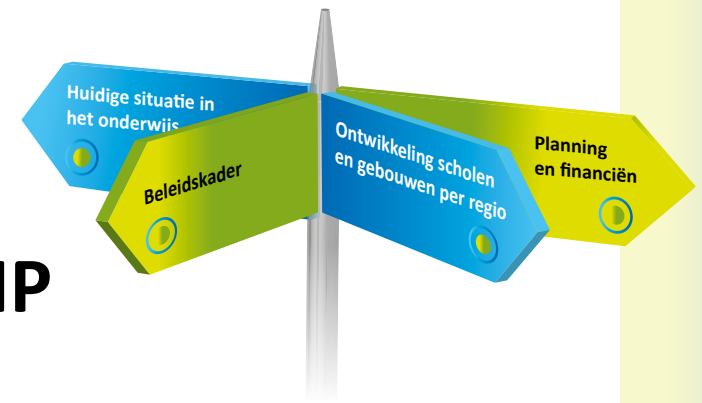 Huidige situatie in
het onderwijs
Beleidskader
Ontwikkeling scholen
en gebouwen per regio
Planning
en financiën
IP